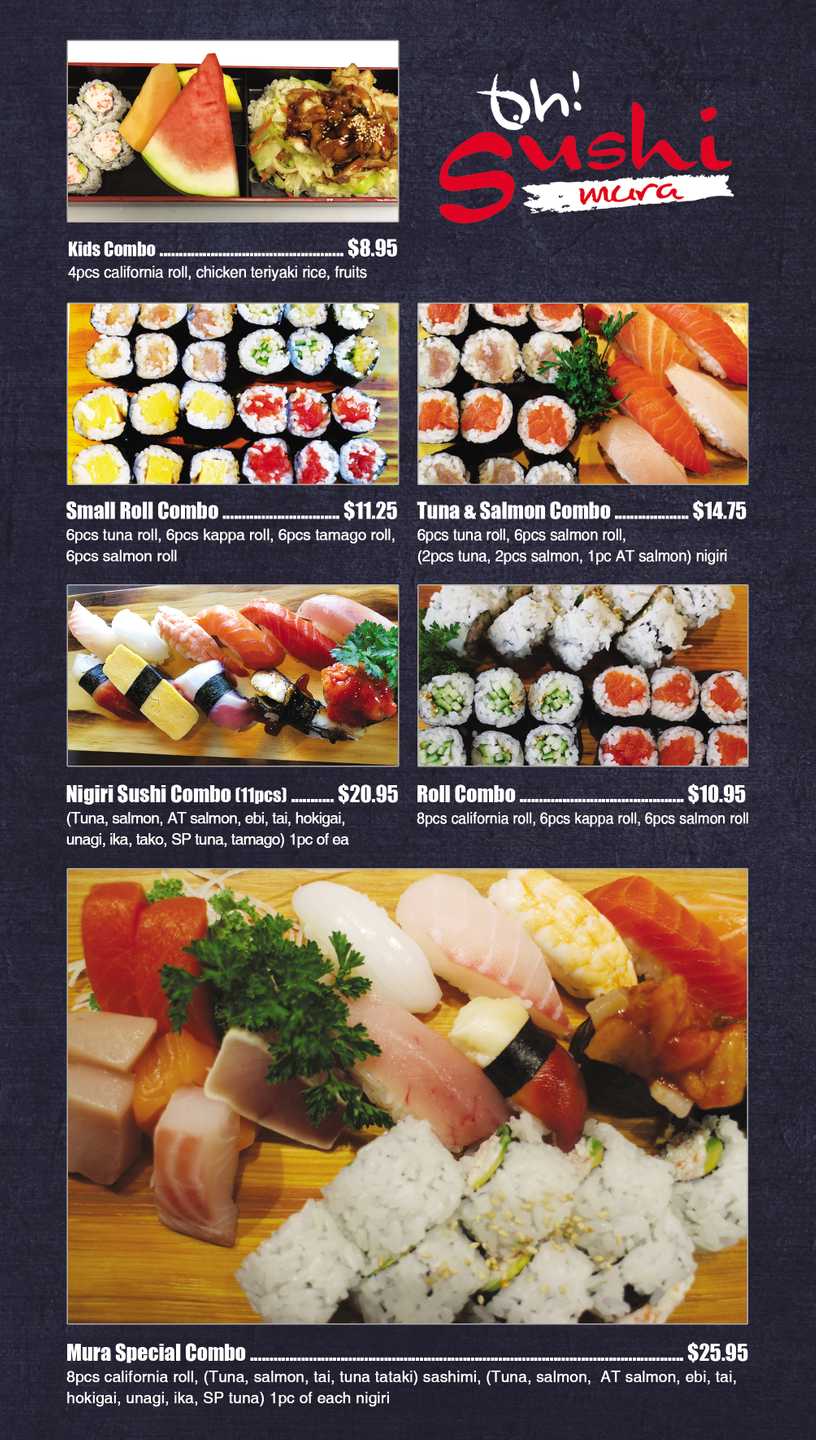 Oh!
Sushi
mura
Kids Combo ............................................... $8.95
4pcs california roll, chicken teriyaki rice, fruits
Small Roll Combo .............................. $11.25
6pcs tuna roll, 6pcs kappa roll, 6pcs tamago roll,
6pcs salmon roll
Tuna & Salmon Combo ................... $14.75
6pcs tuna roll, 6pcs salmon roll,
(2pcs tuna, 2pcs salmon, 1pc AT salmon) nigiri
Nigiri Sushi Combo (11pcs) ........... $20.95
(Tuna, salmon, AT salmon, ebi, tai, hokigai,
unagi, ika, tako, SP tuna, tamago) 1pc of ea
Roll Combo .......................................... $10.95
8pcs california roll, 6pcs kappa roll, 6pcs salmon roll
Mura Special Combo ............................................................................................................... $25.95
8pcs california roll, (Tuna, salmon, tai, tuna tataki) sashimi, (Tuna, salmon, AT salmon, ebi, tai,
hokigai, unagi, ika, SP tuna) 1pc of each nigiri